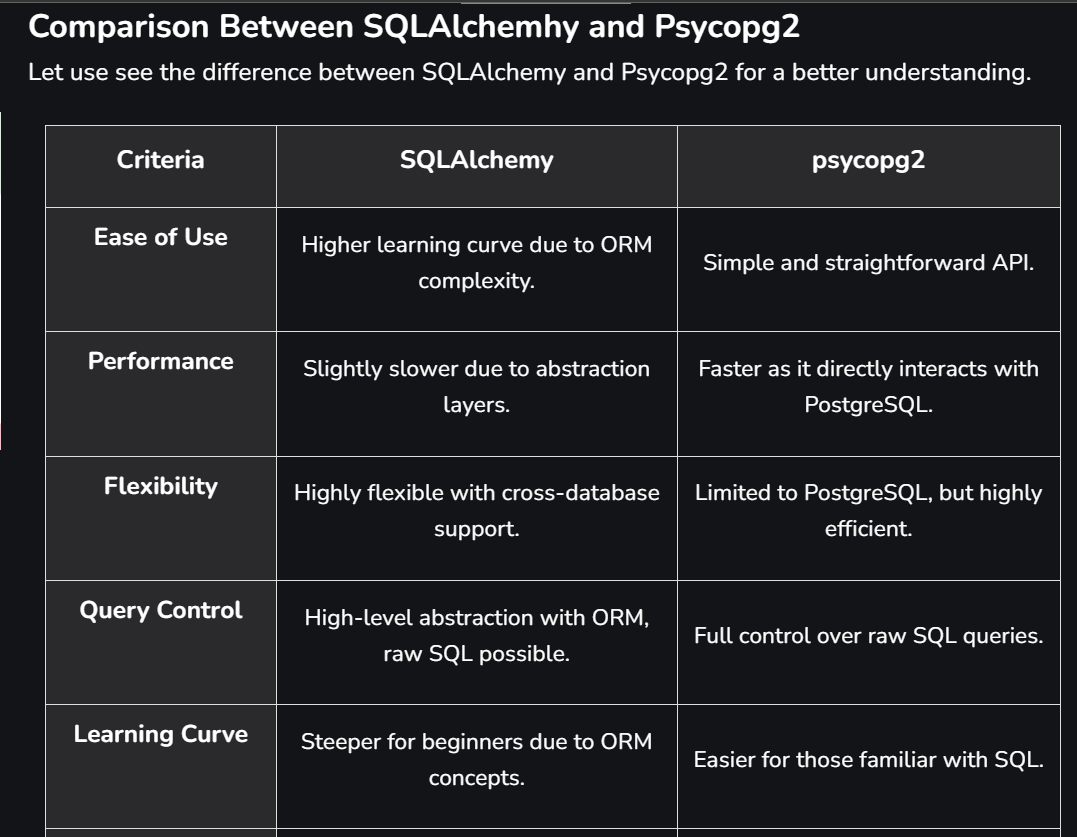 Comparison Between SQLAlchemhy and Psycopg2
Let use see the difference between SQLAlchemy and Psycopg2 for a better understanding.
Criteria
SQLAlchemy
psycopg2
Ease of Use
Higher learning curve due to ORM
complexity.
Simple and straightforward API.
Performance
Slightly slower due to abstraction
layers.
Faster as it directly interacts with
PostgreSQL.
Flexibility
Highly flexible with cross-database
support.
Limited to PostgreSQL, but highly
efficient.
Query Control
High-level abstraction with ORM,
raw SQL possible.
Full control over raw SQL queries.
Learning Curve
Steeper for beginners due to ORM
concepts.
Easier for those familiar with SQL.